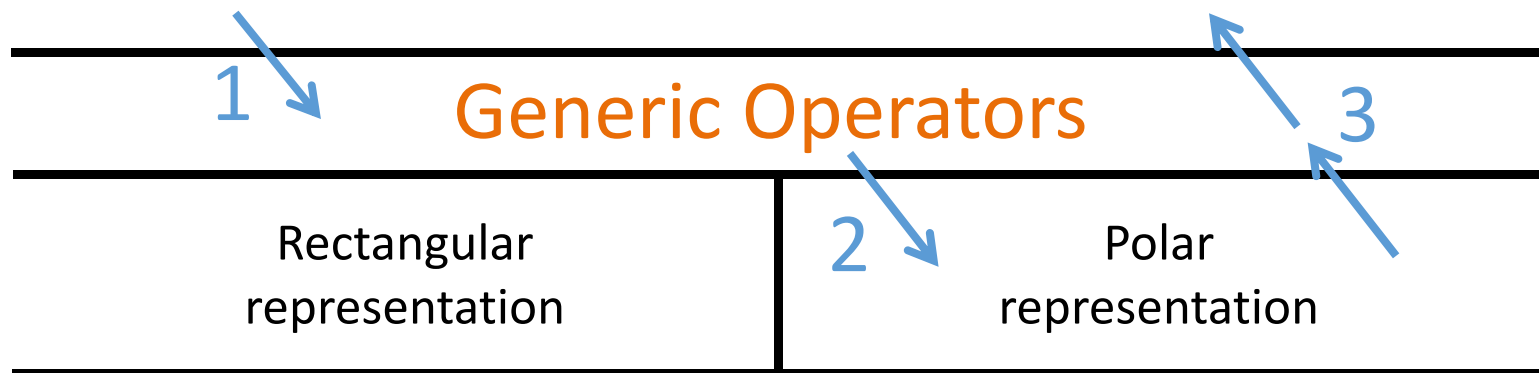 1
Generic Operators
3
Rectangular
representation
2
Polar
representation